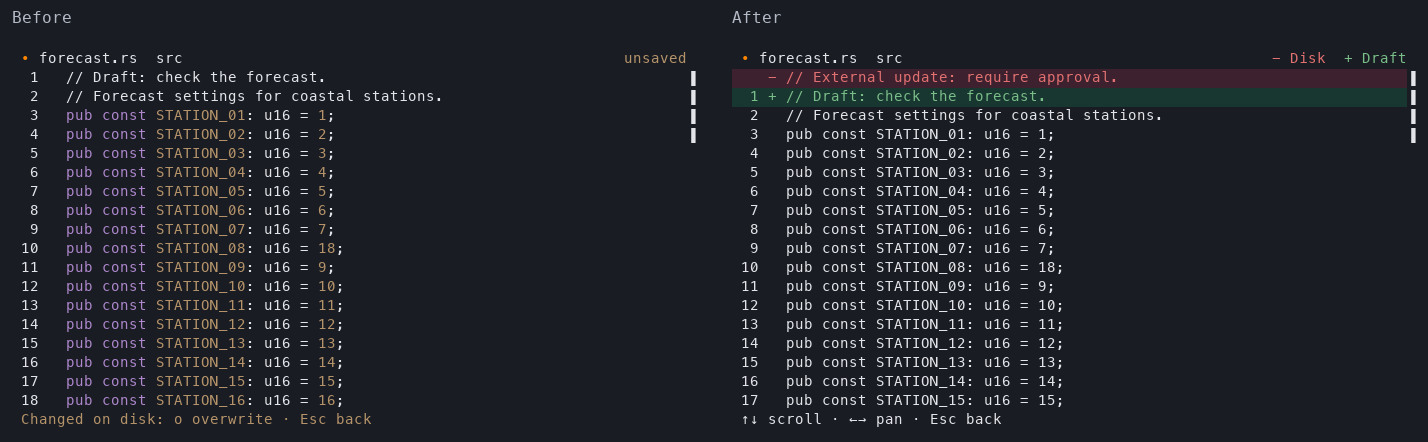 Before
• forecast.rs  src  unsaved
1   // Draft: check the forecast.
2   // Forecast settings for coastal stations.
3   pub const STATION_01: u16 = 1;
4   pub const STATION_02: u16 = 2;
5   pub const STATION_03: u16 = 3;
6   pub const STATION_04: u16 = 4;
7   pub const STATION_05: u16 = 5;
8   pub const STATION_06: u16 = 6;
9   pub const STATION_07: u16 = 7;
10   pub const STATION_08: u16 = 18;
11   pub const STATION_09: u16 = 9;
12   pub const STATION_10: u16 = 10;
13   pub const STATION_11: u16 = 11;
14   pub const STATION_12: u16 = 12;
15   pub const STATION_13: u16 = 13;
16   pub const STATION_14: u16 = 14;
17   pub const STATION_15: u16 = 15;
18   pub const STATION_16: u16 = 16;
Changed on disk: o overwrite · Esc back
After
• forecast.rs  src  − Disk  + Draft
− // External update: require approval.
1 + // Draft: check the forecast.
2   // Forecast settings for coastal stations.
3   pub const STATION_01: u16 = 1;
4   pub const STATION_02: u16 = 2;
5   pub const STATION_03: u16 = 3;
6   pub const STATION_04: u16 = 4;
7   pub const STATION_05: u16 = 5;
8   pub const STATION_06: u16 = 6;
9   pub const STATION_07: u16 = 7;
10   pub const STATION_08: u16 = 18;
11   pub const STATION_09: u16 = 9;
12   pub const STATION_10: u16 = 10;
13   pub const STATION_11: u16 = 11;
14   pub const STATION_12: u16 = 12;
15   pub const STATION_13: u16 = 13;
16   pub const STATION_14: u16 = 14;
17   pub const STATION_15: u16 = 15;
↑↓ scroll · ←→ pan · Esc back